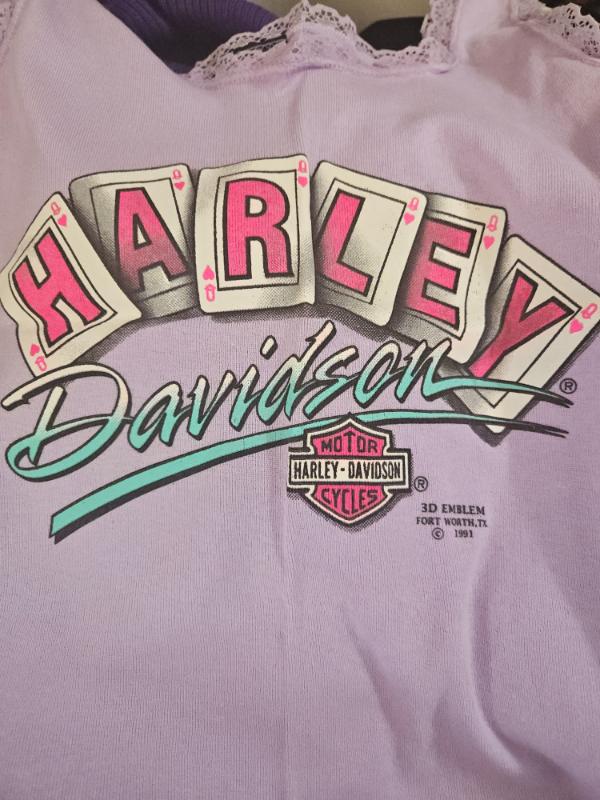 HARLEY
Davidson ®
MOTOR
HARLEY-DAVIDSON
CYCLES ®
3D EMBLEM
FORT WORTH, TX
© 1991